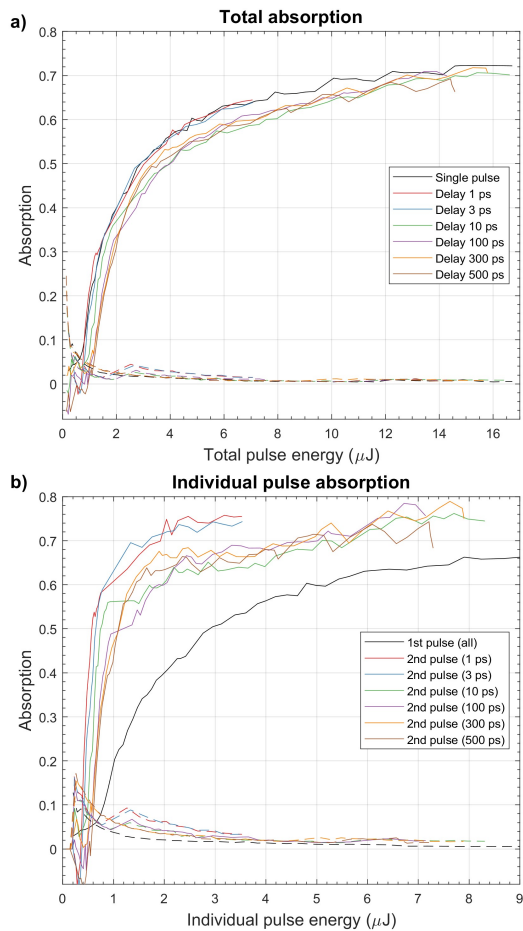 a)
Total absorption
0.8
0.7
0.6
0.5
0.4
0.3
0.2
0.1
0
Absorption
Single pulse
Delay 1 ps
Delay 3 ps
Delay 10 ps
Delay 100 ps
Delay 300 ps
Delay 500 ps
0 2 4 6 8 10 12 14 16
Total pulse energy (μJ)
b)
Individual pulse absorption
0.8
0.7
0.6
0.5
0.4
0.3
0.2
0.1
0
Absorption
1st pulse (all)
2nd pulse (1 ps)
2nd pulse (3 ps)
2nd pulse (10 ps)
2nd pulse (100 ps)
2nd pulse (300 ps)
2nd pulse (500 ps)
0 1 2 3 4 5 6 7 8 9
Individual pulse energy (μJ)